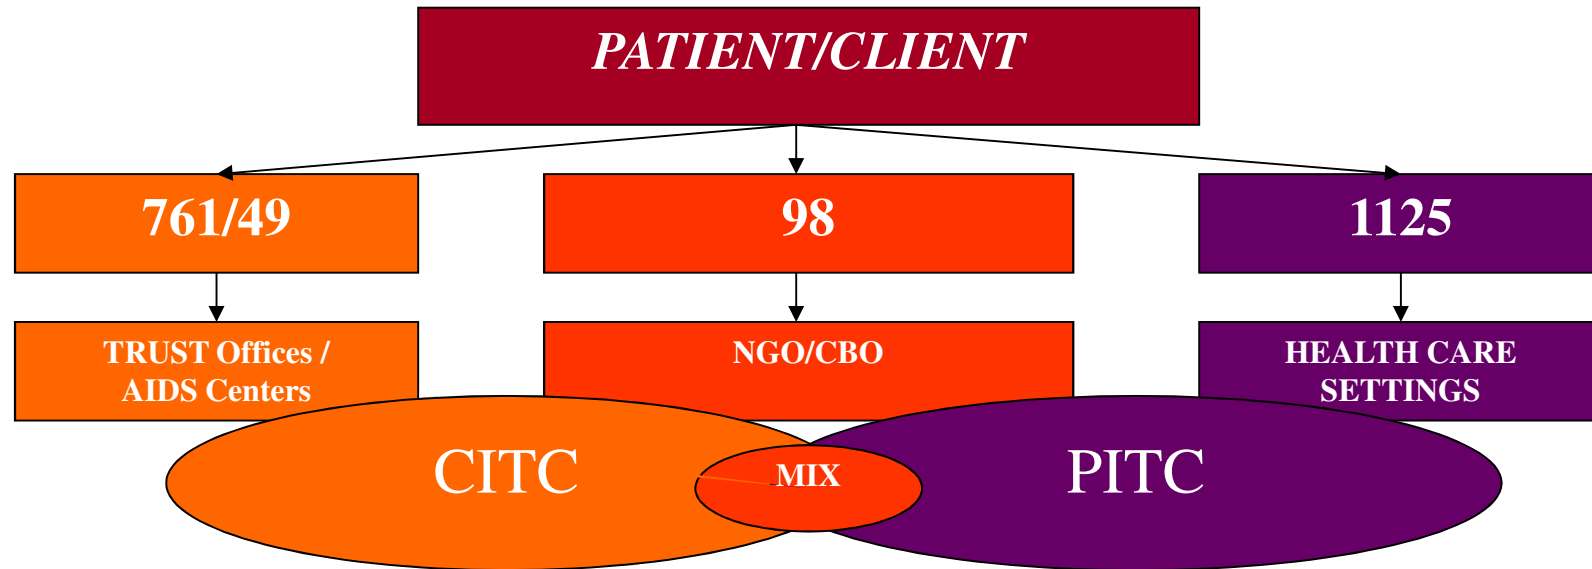 PATIENT/CLIENT
761/49
98
1125
TRUST Offices /
AIDS Centers
NGO/CBO
HEALTH CARE
SETTINGS
CITC
MIX
PITC